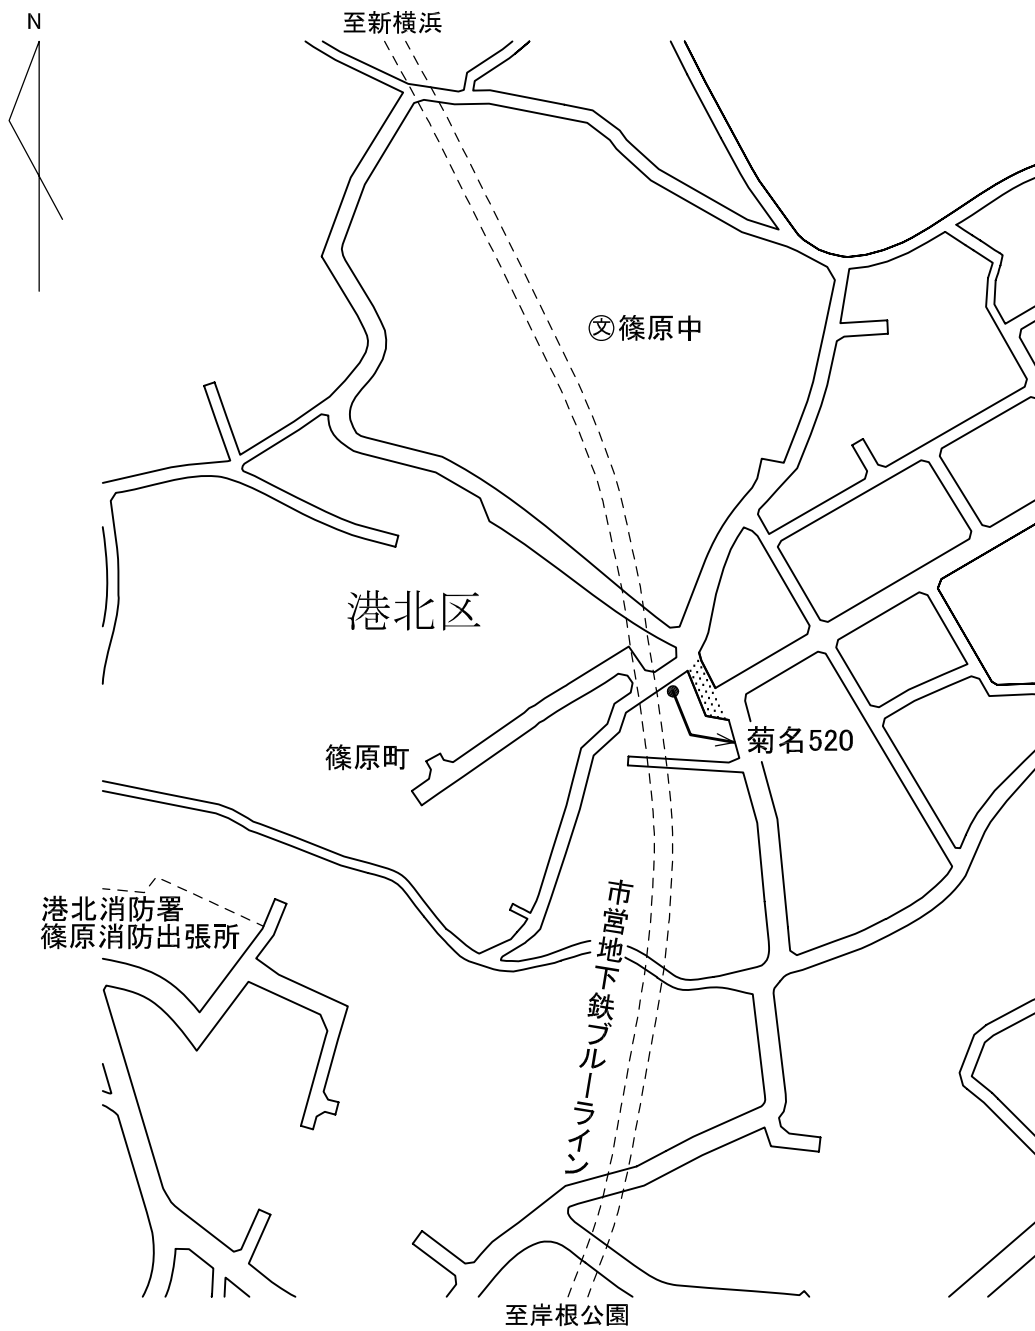 N
至新横浜
文篠原中
港北区
菊名520
篠原町
港北消防署
篠原消防出張所
市営地下鉄ブルーライン
至岸根公園